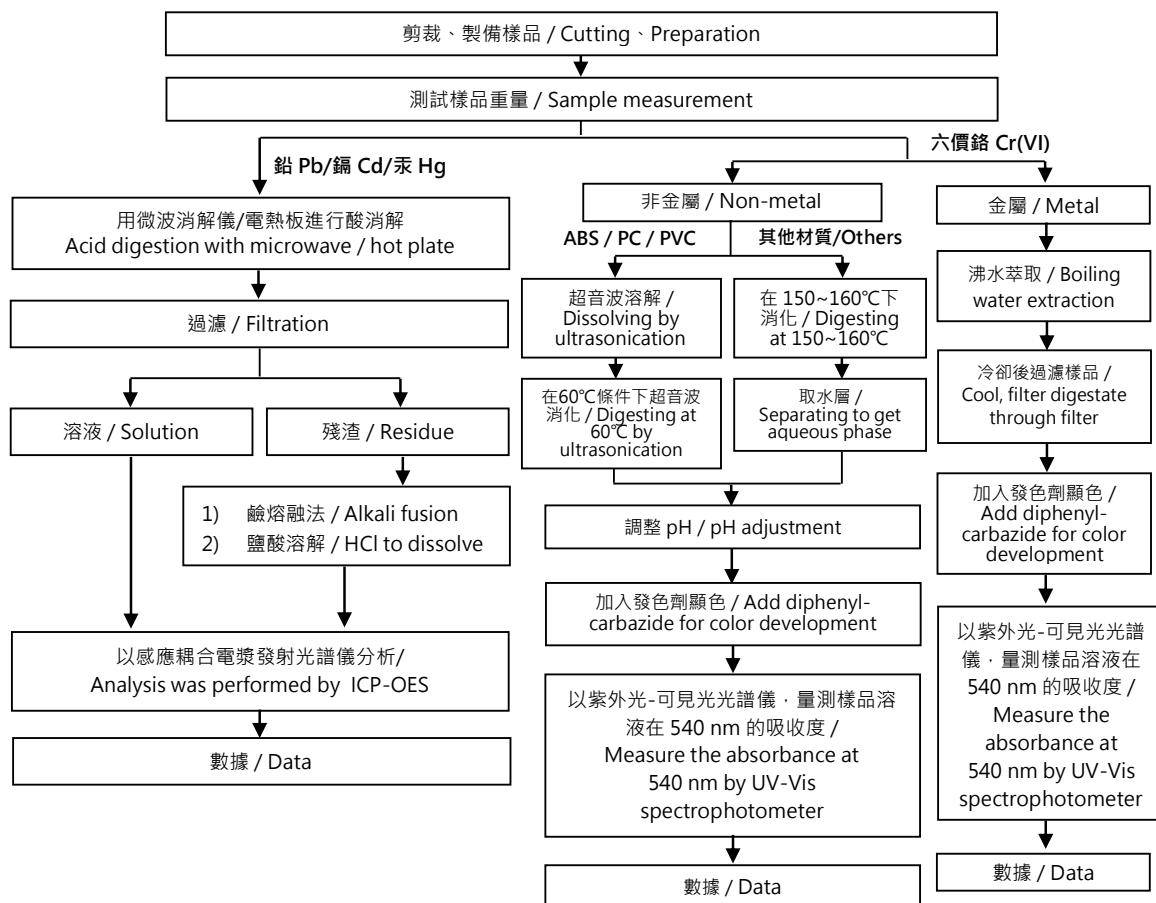 剪裁、製備樣品 / Cutting、Preparation
測試樣品重量 / Sample measurement
鉛 Pb/鎘 Cd/汞 Hg
用微波消解儀/電熱板進行酸消解
Acid digestion with microwave / hot plate
過濾 / Filtration
溶液 / Solution
殘渣 / Residue
1) 鹼熔融法 / Alkali fusion
2) 鹽酸溶解 / HCl to dissolve
以感應耦合電漿發射光譜儀分析/
Analysis was performed by ICP-OES
數據 / Data
六價鉻 Cr(VI)
非金屬 / Non-metal
ABS / PC / PVC
超音波溶解 /
Dissolving by
ultrasonication
在60℃條件下超音波
消化 / Digesting at
60℃ by
ultrasonication
其他材質/Others
在 150~160℃下
消化 / Digesting
at 150~160℃
取水層 /
Separating to get
aqueous phase
調整 pH / pH adjustment
加入發色劑顯色 / Add diphenyl-
carbazide for color development
以紫外光-可見光光譜儀，量測樣品溶
液在 540 nm 的吸收度 /
Measure the absorbance at
540 nm by UV-Vis
spectrophotometer
數據 / Data
金屬 / Metal
沸水萃取 / Boiling
water extraction
冷卻後過濾樣品 /
Cool, filter digestate
through filter
加入發色劑顯色 /
Add diphenyl-
carbazide for color
development
以紫外光-可見光光譜
儀，量測樣品溶液在
540 nm 的吸收度 /
Measure the
absorbance at
540 nm by UV-Vis
spectrophotometer
數據 / Data